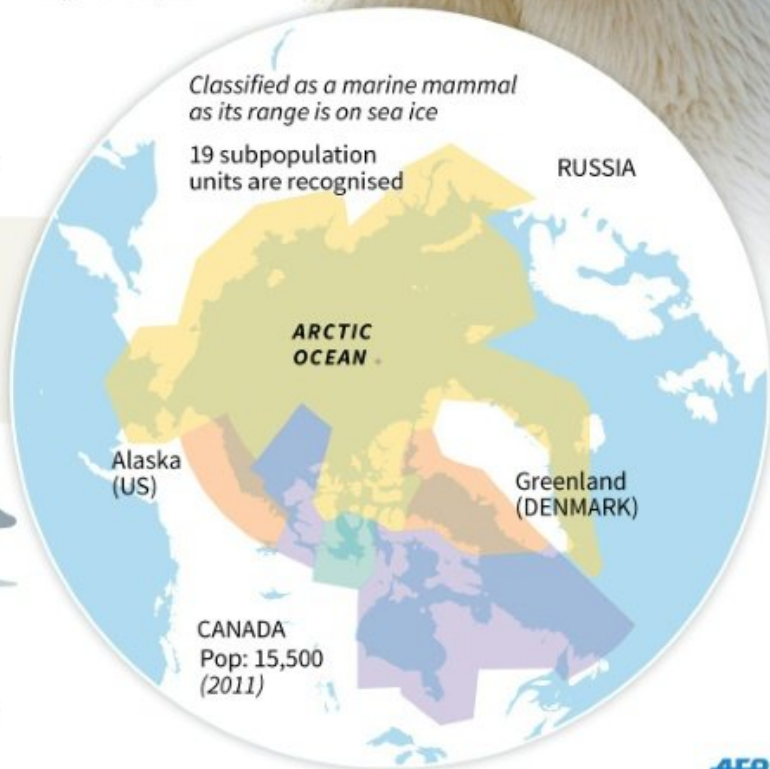 Classified as a marine mammal
as its range is on sea ice
19 subpopulation
units are recognised
RUSSIA
ARCTIC
OCEAN
Alaska
(US)
Greenland
(DENMARK)
CANADA
Pop: 15,500
(2011)